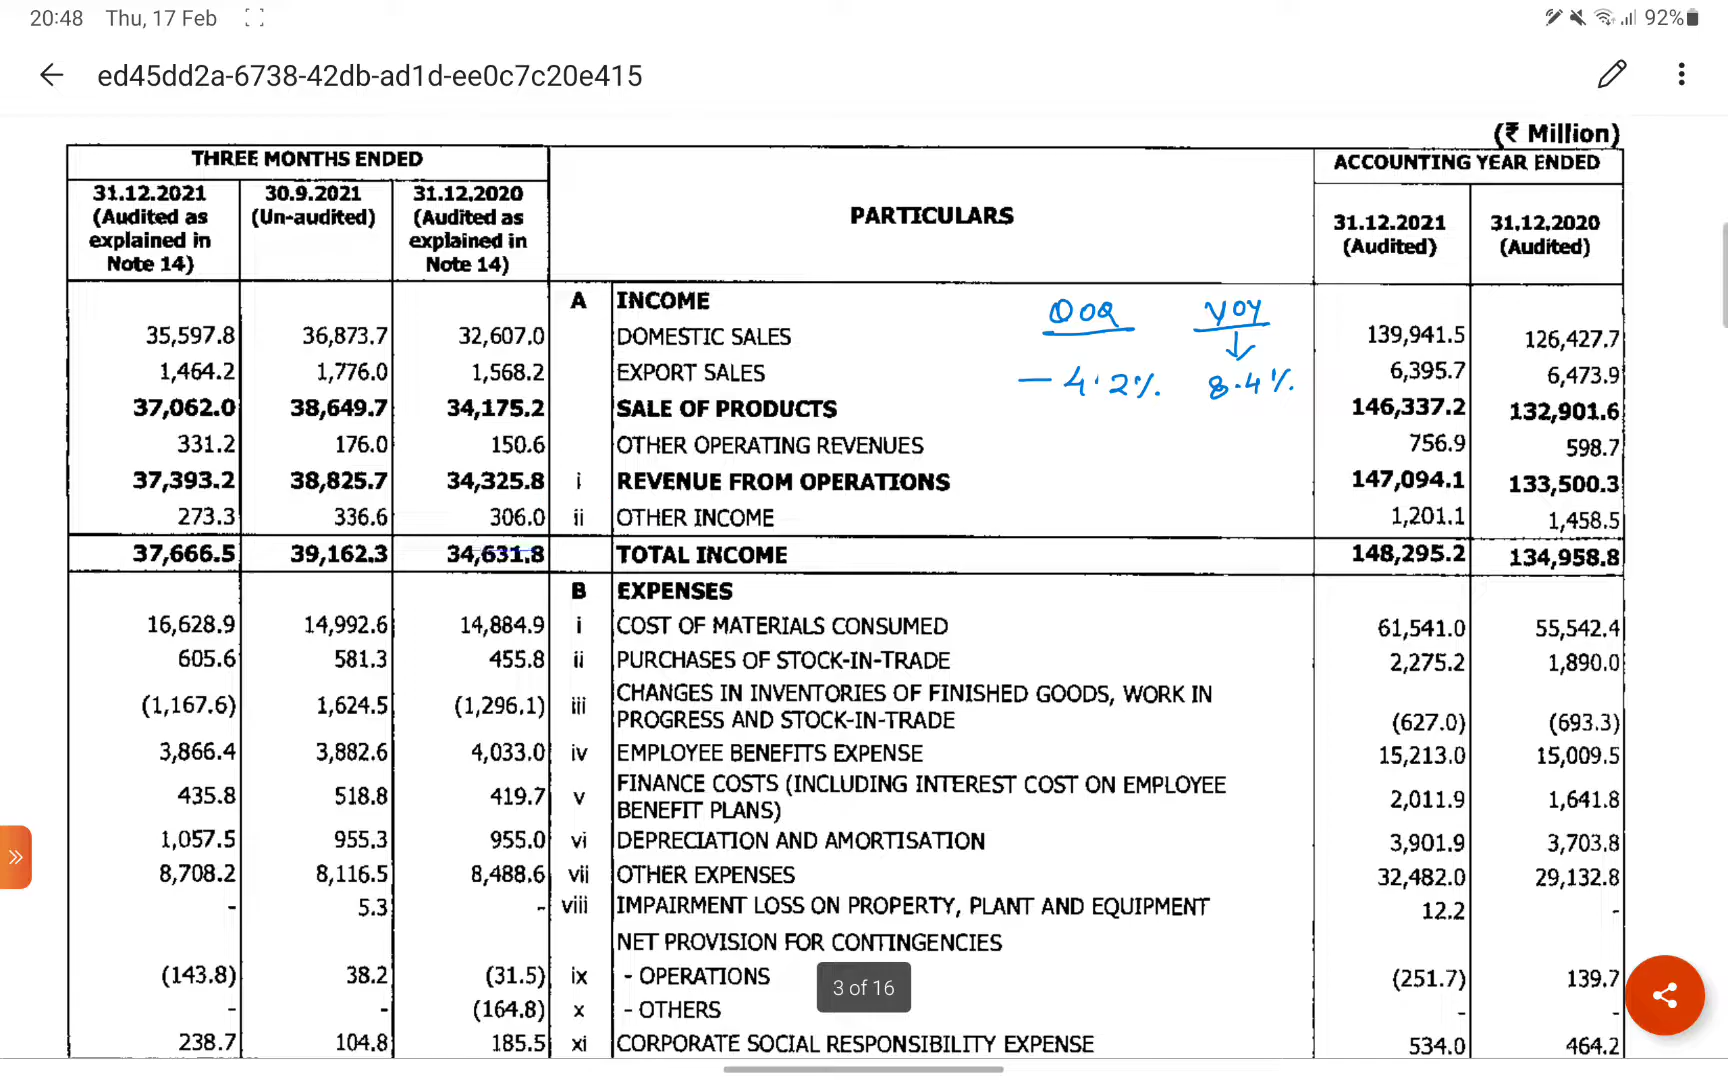 20:48 Thu, 17 Feb 92%
ed45dd2a-6738-42db-ad1d-ee0c7c20e415
(₹ Million)
THREE MONTHS ENDED PARTICULARS ACCOUNTING YEAR ENDED
31.12.2021 (Audited as explained in Note 14) 30.9.2021 (Un-audited) 31.12.2020 (Audited as explained in Note 14) 31.12.2021 (Audited) 31.12.2020 (Audited)
A INCOME QOQ YOY
35,597.8 36,873.7 32,607.0 DOMESTIC SALES 139,941.5 126,427.7
1,464.2 1,776.0 1,568.2 EXPORT SALES - 4.2% 8.4% 6,395.7 6,473.9
37,062.0 38,649.7 34,175.2 SALE OF PRODUCTS 146,337.2 132,901.6
331.2 176.0 150.6 OTHER OPERATING REVENUES 756.9 598.7
37,393.2 38,825.7 34,325.8 i REVENUE FROM OPERATIONS 147,094.1 133,500.3
273.3 336.6 306.0 ii OTHER INCOME 1,201.1 1,458.5
37,666.5 39,162.3 34,631.8 TOTAL INCOME 148,295.2 134,958.8
B EXPENSES
16,628.9 14,992.6 14,884.9 i COST OF MATERIALS CONSUMED 61,541.0 55,542.4
605.6 581.3 455.8 ii PURCHASES OF STOCK-IN-TRADE 2,275.2 1,890.0
(1,167.6) 1,624.5 (1,296.1) iii CHANGES IN INVENTORIES OF FINISHED GOODS, WORK IN
PROGRESS AND STOCK-IN-TRADE (627.0) (693.3)
3,866.4 3,882.6 4,033.0 iv EMPLOYEE BENEFITS EXPENSE 15,213.0 15,009.5
435.8 518.8 419.7 v FINANCE COSTS (INCLUDING INTEREST COST ON EMPLOYEE
BENEFIT PLANS) 2,011.9 1,641.8
1,057.5 955.3 955.0 vi DEPRECIATION AND AMORTISATION 3,901.9 3,703.8
8,708.2 8,116.5 8,488.6 vii OTHER EXPENSES 32,482.0 29,132.8
- 5.3 - viii IMPAIRMENT LOSS ON PROPERTY, PLANT AND EQUIPMENT 12.2 -
NET PROVISION FOR CONTINGENCIES
(143.8) 38.2 (31.5) ix - OPERATIONS (251.7) 139.7
3 of 16
- - (164.8) x - OTHERS - -
238.7 104.8 185.5 xi CORPORATE SOCIAL RESPONSIBILITY EXPENSE 534.0 464.2